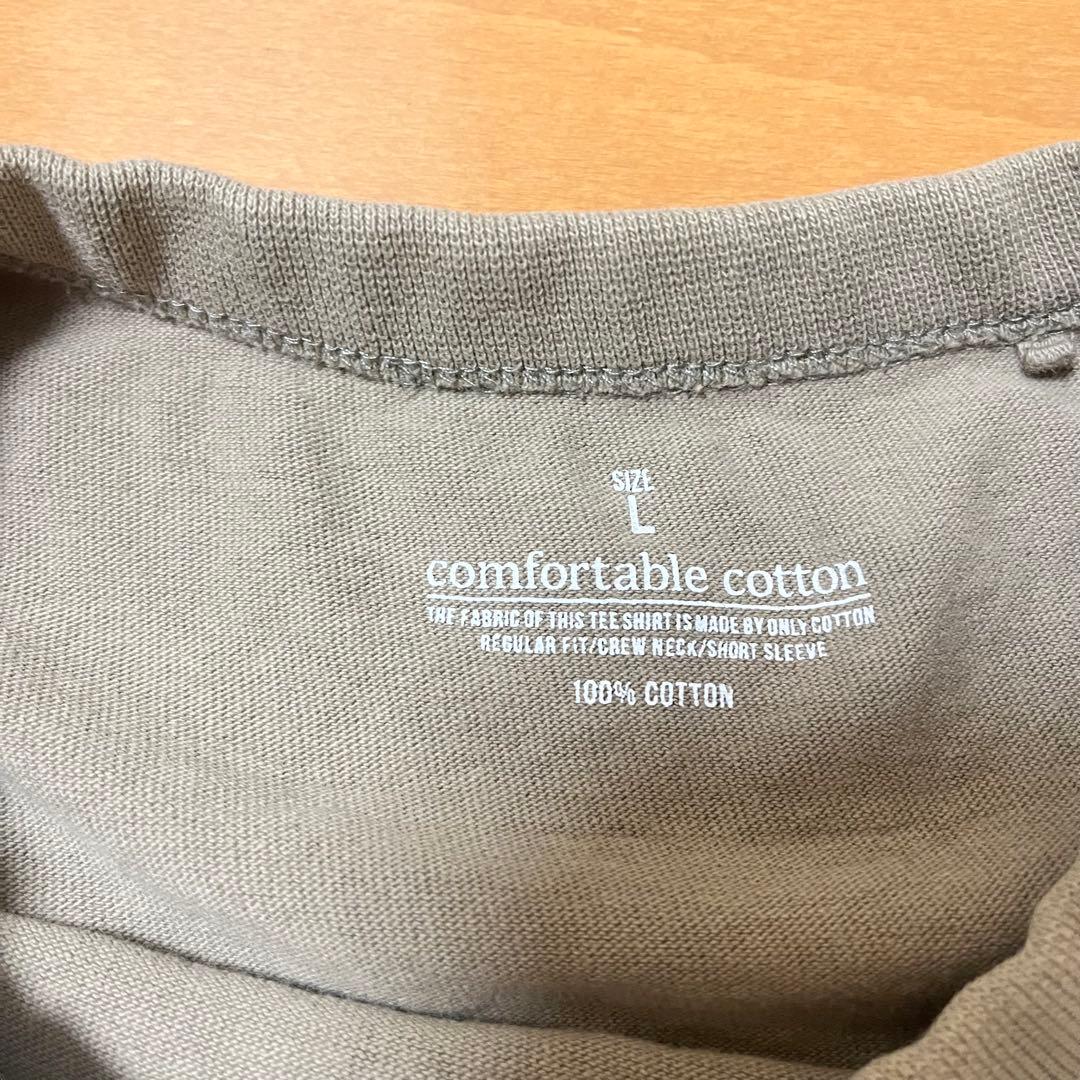 SIZE
L
comfortable cotton
THE FABRIC OF THIS TEE SHIRT IS MADE BY ONLY COTTON
REGULAR FIT/CREW NECK/SHORT SLEEVE
100% COTTON